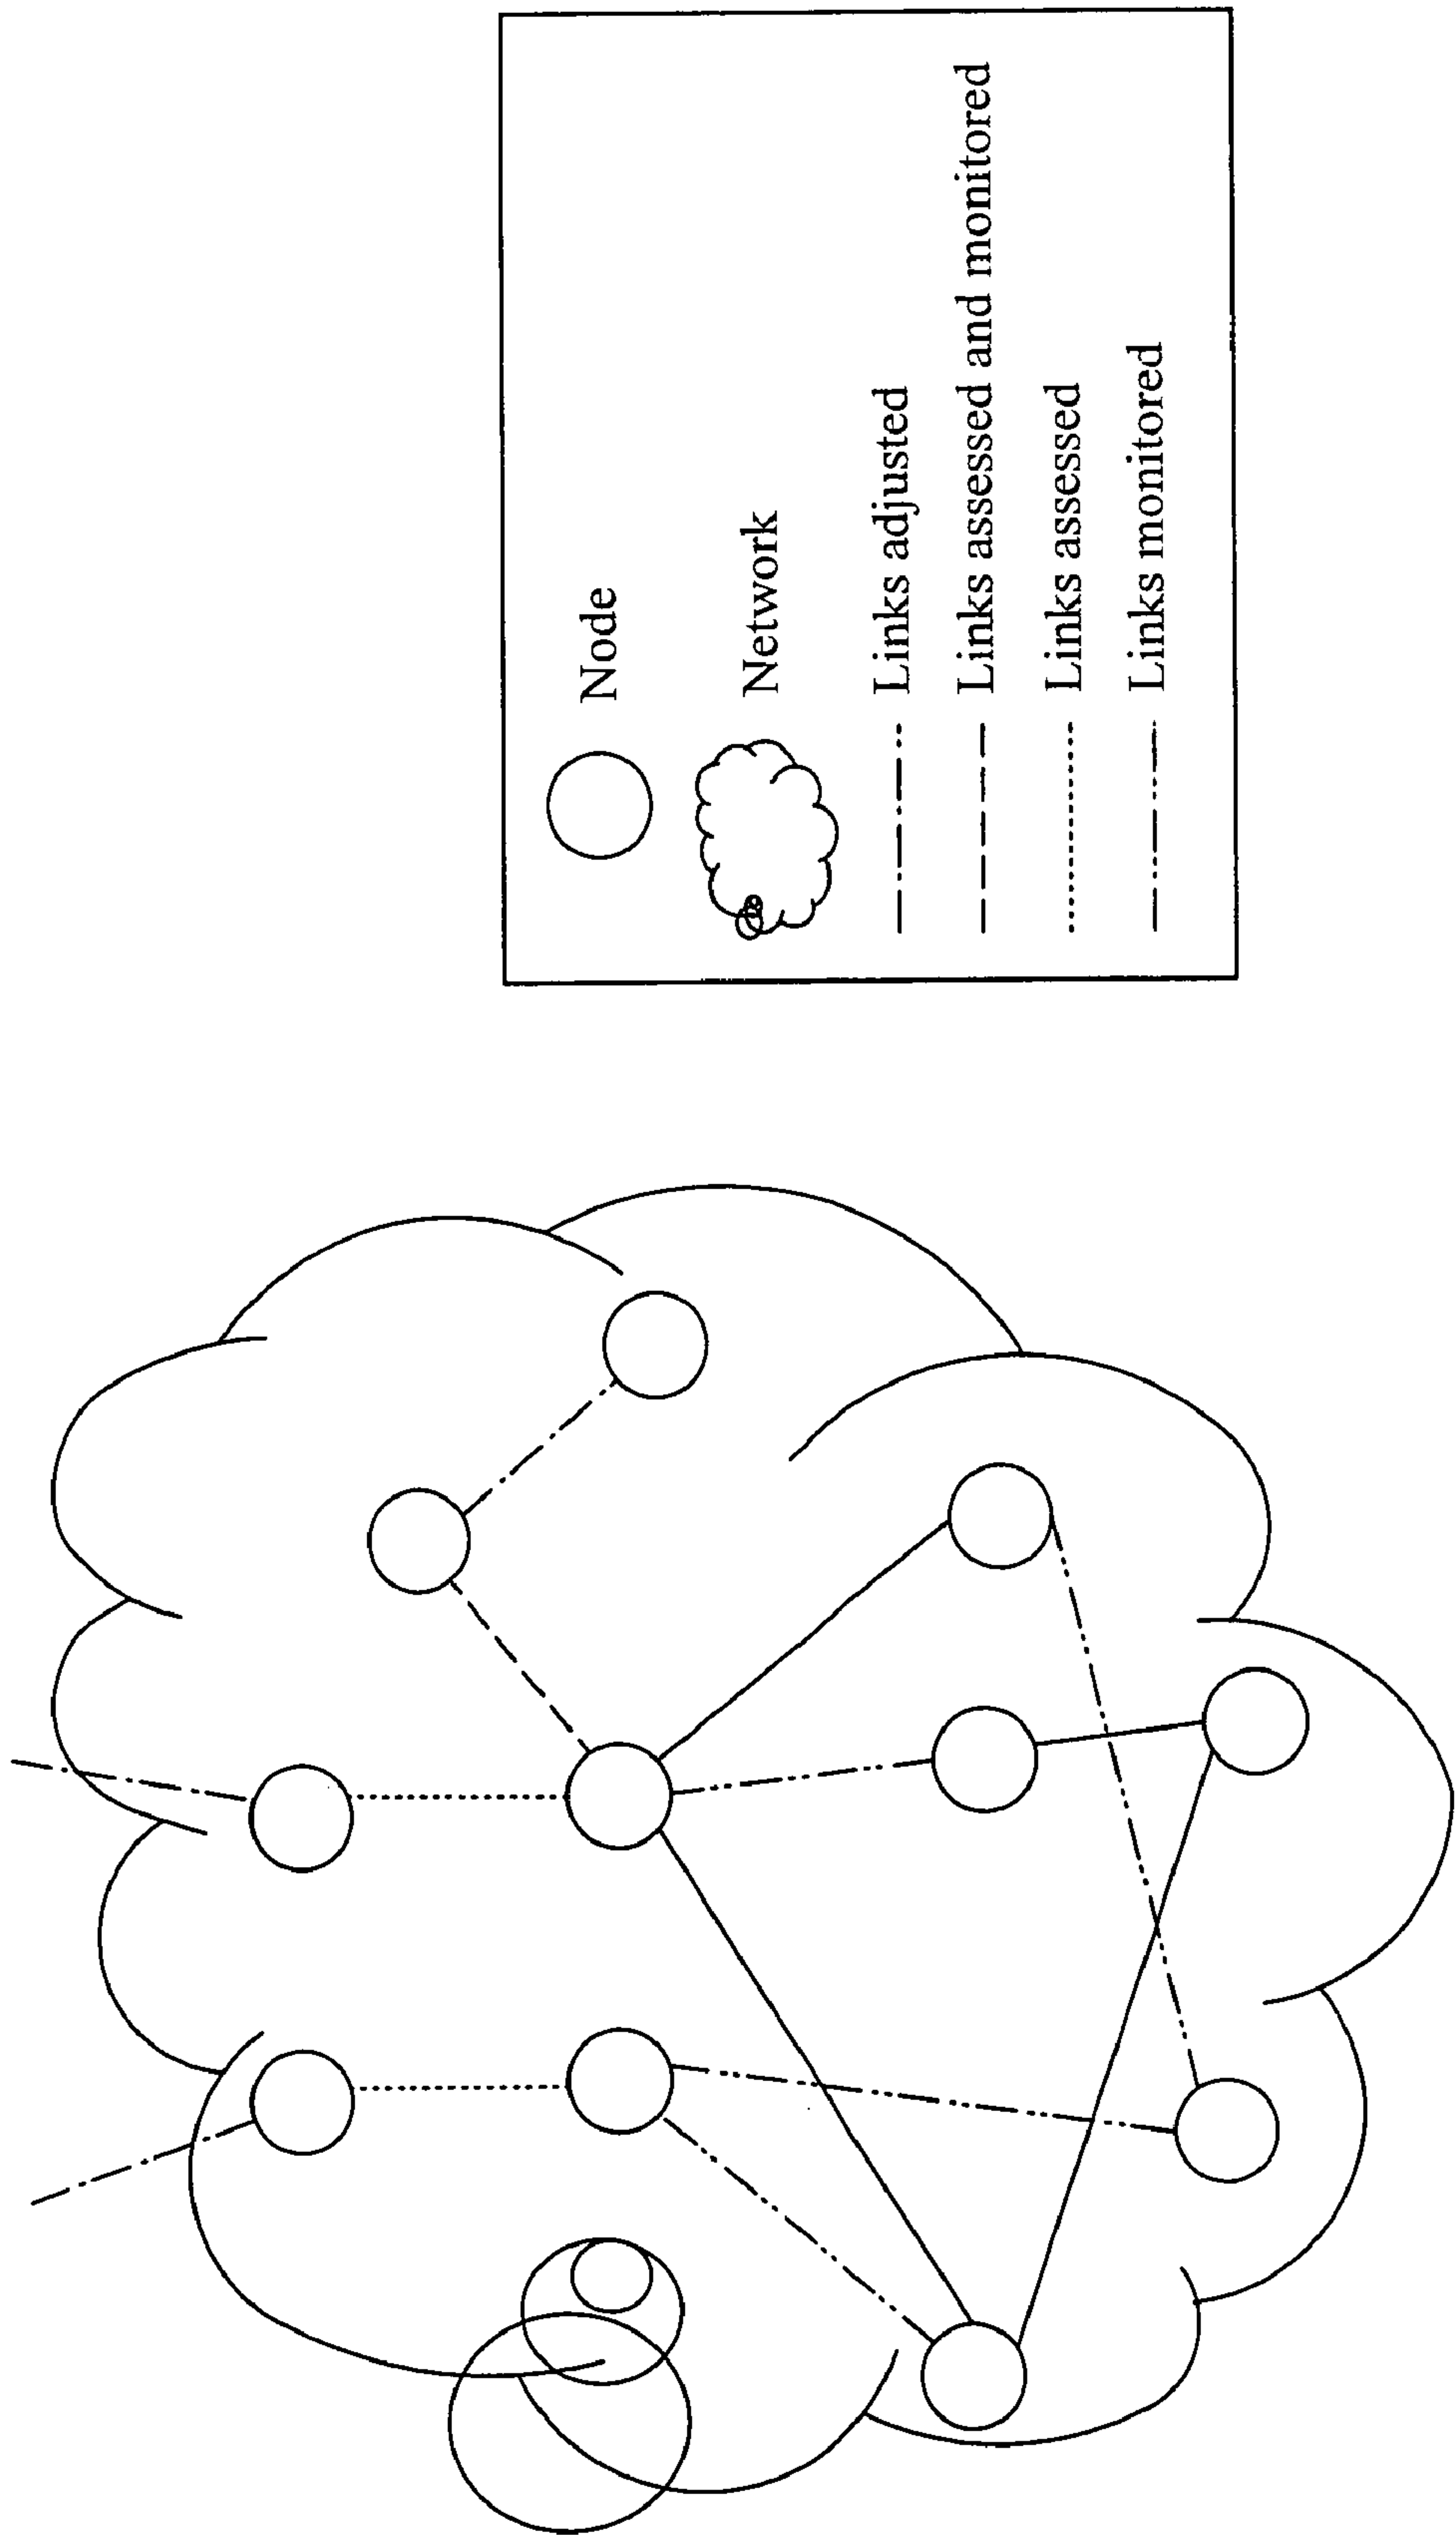 Node
Network
Links adjusted
Links assessed and monitored
Links assessed
Links monitored